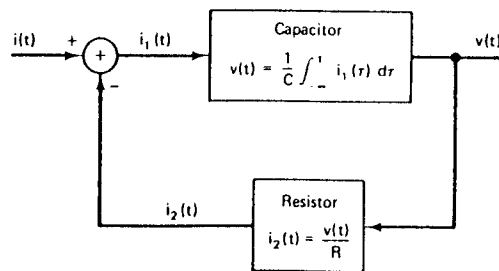 i(t) + + i₁(t)
Capacitor
v(t) = 1/C ∫_{-∞}^{t} i₁(τ) dτ
v(t)
−
i₂(t)
Resistor
i₂(t) = v(t)/R